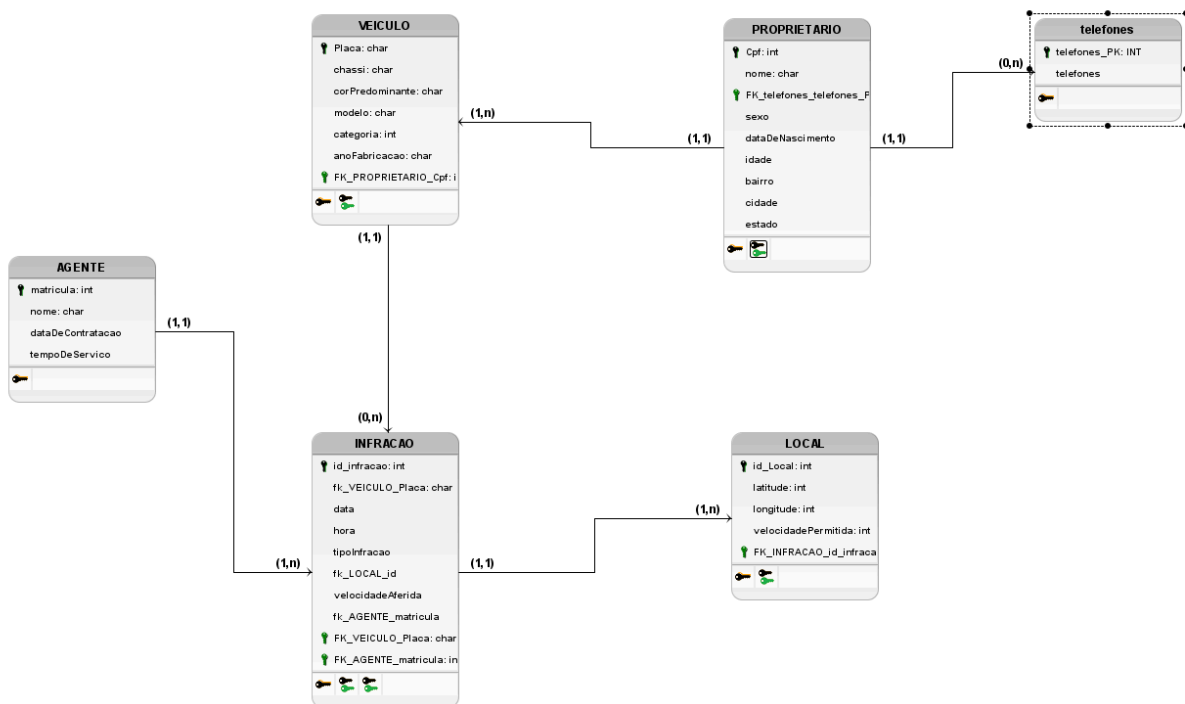 VEICULO
Placa: char
chassi: char
corPredominante: char
modelo: char
categoria: int
anoFabricacao: char
FK_PROPRIETARIO_Cpf: i
(1,n)
(1,1)
PROPRIETARIO
Cpf: int
nome: char
FK_telefones_telefones_P
sexo
dataDeNascimento
idade
bairro
cidade
estado
(1,1)
(1,1)
telefones
telefones_PK: INT
telefones
(0,n)
AGENTE
matricula: int
nome: char
dataDeContratacao
tempoDeServico
(1,1)
(1,n)
(0,n)
INFRACAO
id_infracao: int
fk_VEICULO_Placa: char
data
hora
tipoInfracao
fk_LOCAL_id
velocidadeAferida
fk_AGENTE_matricula
FK_VEICULO_Placa: char
FK_AGENTE_matricula: in
(1,1)
(1,n)
LOCAL
id_Local: int
latitude: int
longitude: int
velocidadePermitida: int
FK_INFRACAO_id_infraca